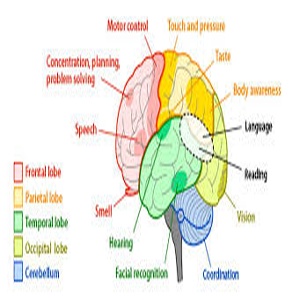 Motor control
Touch and pressure
Taste
Concentration, planning,
problem solving
Body awareness
Speech
Language
Reading
Frontal lobe
Parietal lobe
Temporal lobe
Occipital lobe
Cerebellum
Smell
Vision
Hearing
Facial recognition
Coordination